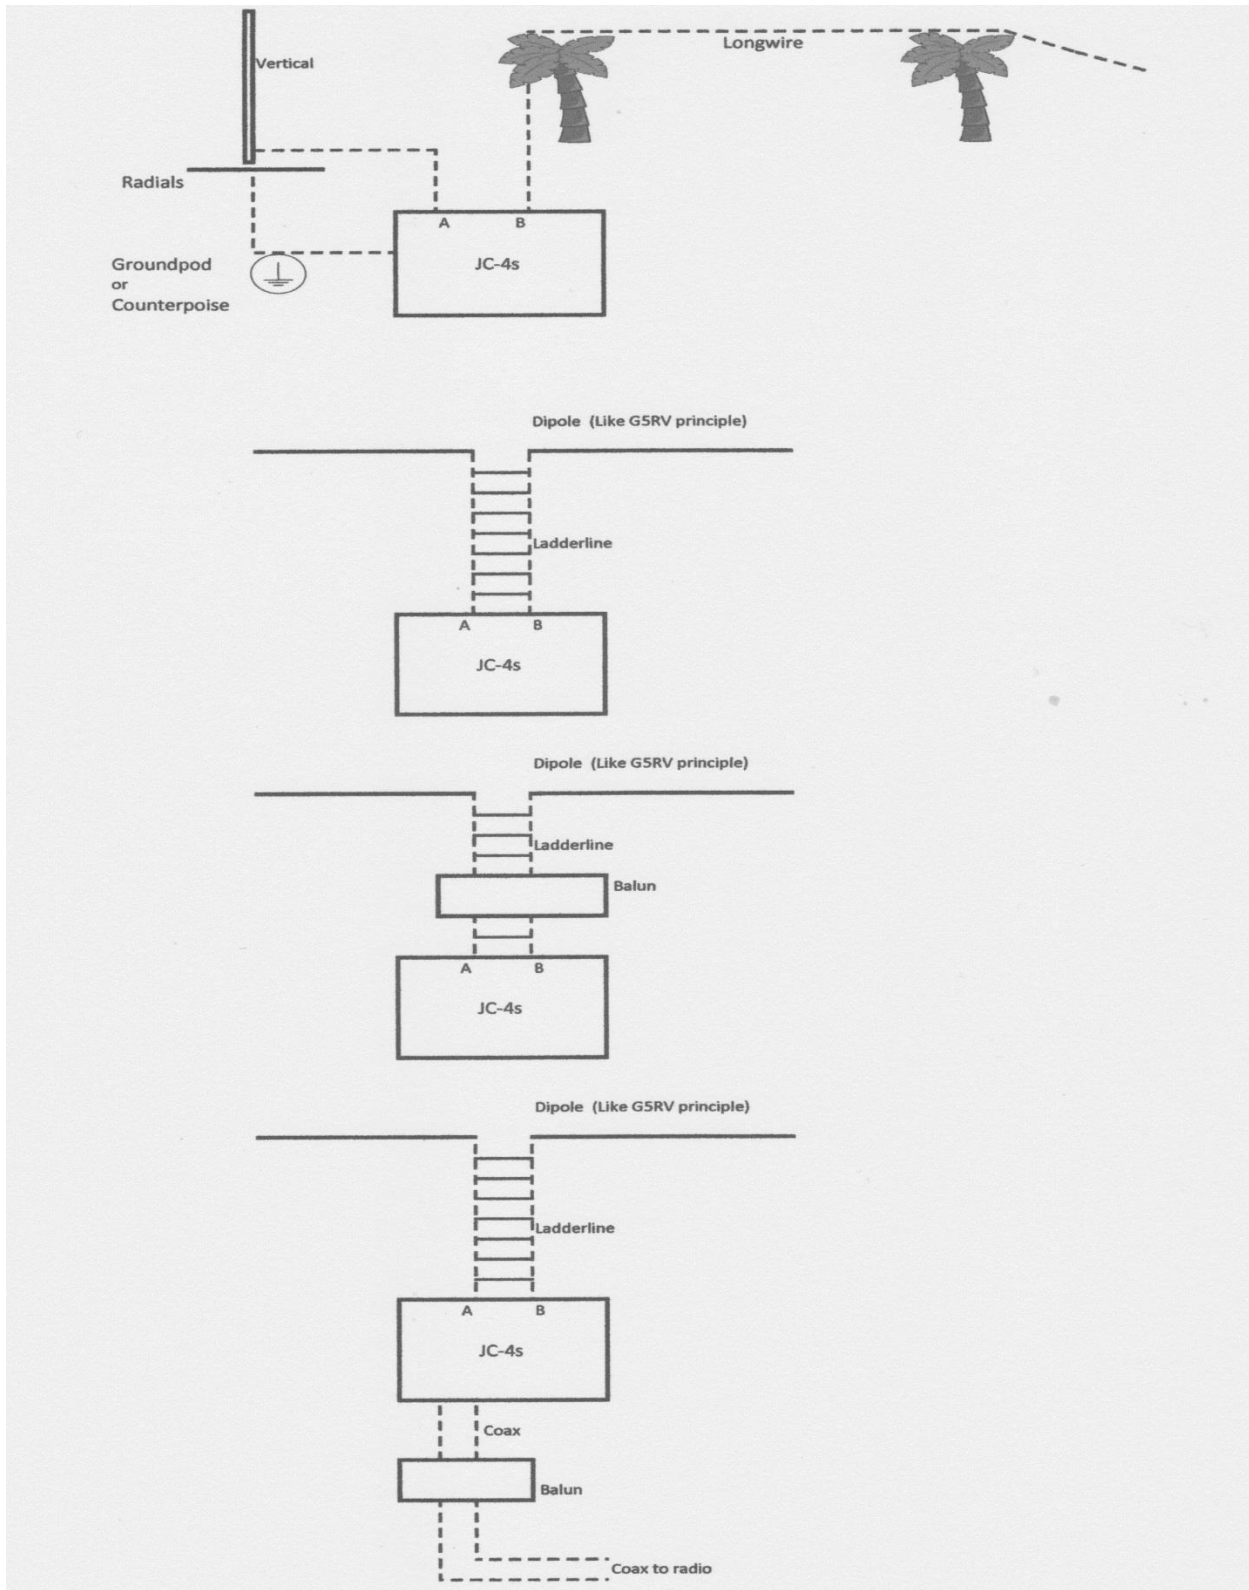 Longwire
Vertical
Radials
A B
JC-4s
Groundpod
or
Counterpoise
Dipole (Like G5RV principle)
Ladderline
A B
JC-4s
Dipole (Like G5RV principle)
Ladderline
Balun
A B
JC-4s
Dipole (Like G5RV principle)
Ladderline
A B
JC-4s
Coax
Balun
Coax to radio